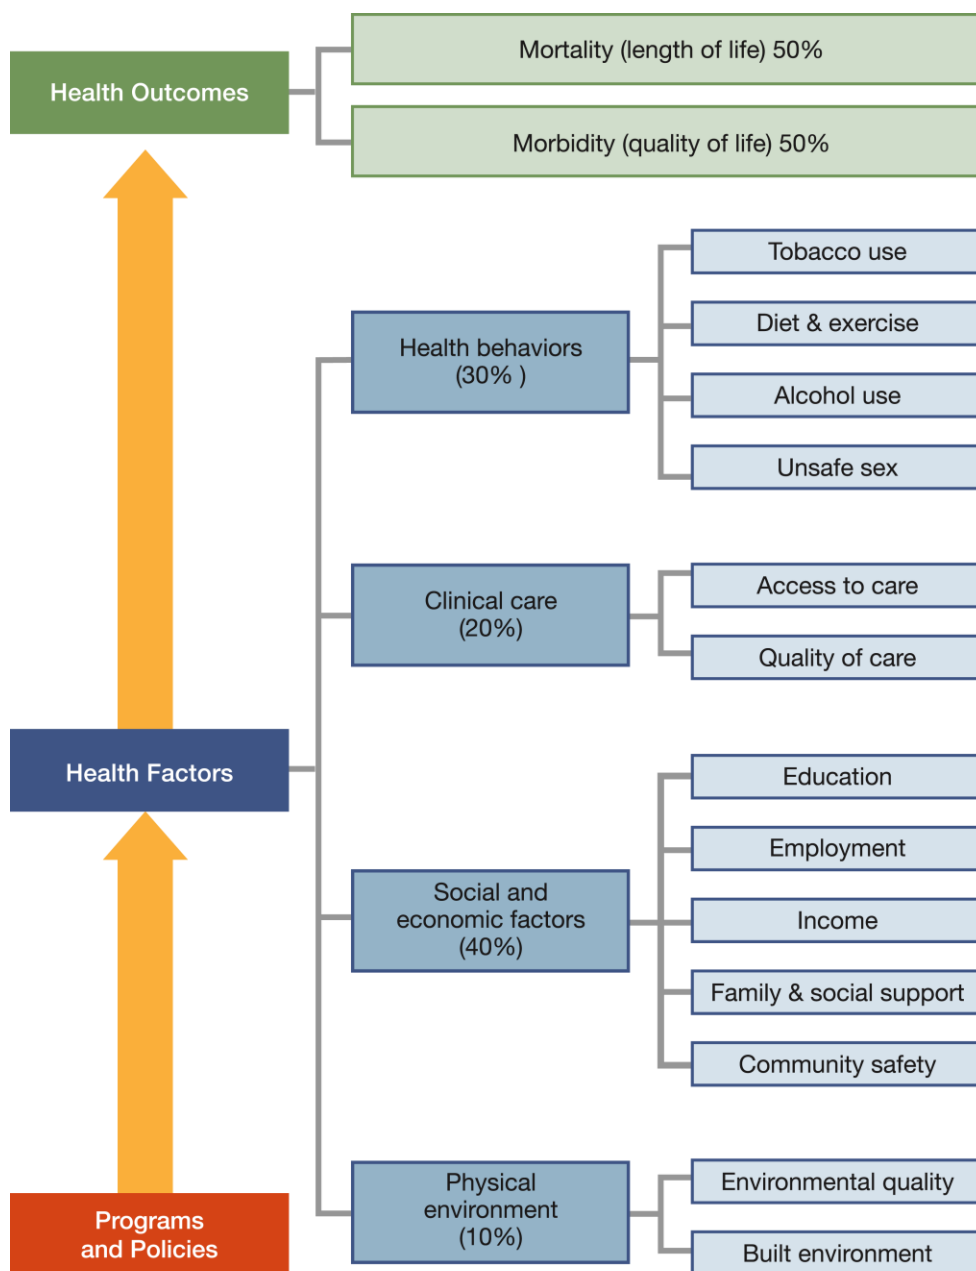 Health Outcomes
Mortality (length of life) 50%
Morbidity (quality of life) 50%
Health Factors
Health behaviors
(30% )
Tobacco use
Diet & exercise
Alcohol use
Unsafe sex
Clinical care
(20%)
Access to care
Quality of care
Social and
economic factors
(40%)
Education
Employment
Income
Family & social support
Community safety
Physical
environment
(10%)
Environmental quality
Built environment
Programs
and Policies